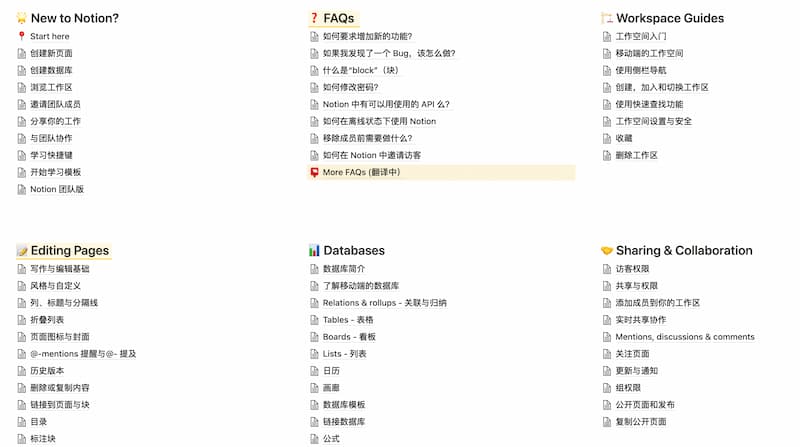 New to Notion?
Start here
创建新页面
创建数据库
浏览工作区
邀请团队成员
分享你的工作
与团队协作
学习快捷键
开始学习模板
Notion 团队版
FAQs
如何要求增加新的功能?
如果我发现了一个 Bug，该怎么做?
什么是“block”（块）
如何修改密码?
Notion 中有可以用使用的 API 么?
如何在离线状态下使用 Notion
移除成员前需要做什么?
如何在 Notion 中邀请访客
More FAQs (翻译中)
Workspace Guides
工作空间入门
移动端的工作空间
使用侧栏导航
创建，加入和切换工作区
使用快速查找功能
工作空间设置与安全
收藏
删除工作区
Editing Pages
写作与编辑基础
风格与自定义
列、标题与分隔线
折叠列表
页面图标与封面
@-mentions 提醒与@- 提及
历史版本
删除或复制内容
链接到页面与块
目录
标注块
Databases
数据库简介
了解移动端的数据库
Relations & rollups - 关联与归纳
Tables - 表格
Boards - 看板
Lists - 列表
日历
画廊
数据库模板
链接数据库
公式
Sharing & Collaboration
访客权限
共享与权限
添加成员到你的工作区
实时共享协作
Mentions, discussions & comments
关注页面
更新与通知
组权限
公开页面和发布
复制公开页面